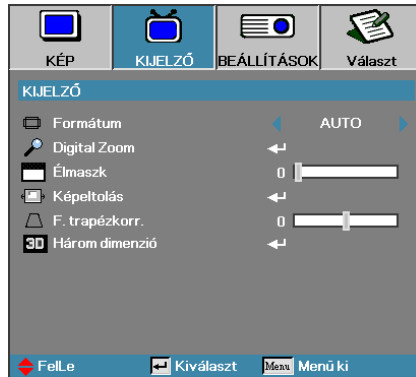 KÉP KIJELZŐ BEÁLLÍTÁSOK Választ
KIJELZŐ
Formátum AUTO
Digital Zoom
Élmaszk 0
Képeltolás
F. trapézkorr. 0
3D Három dimenzió
FelLe Kiválaszt Menu Menü ki